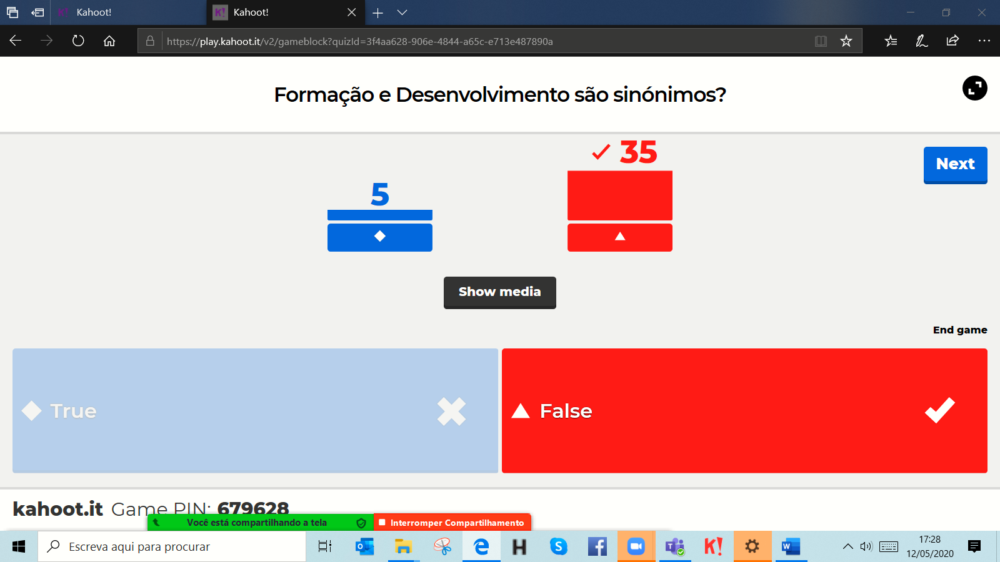 K! Kahoot!
K! Kahoot!
https://play.kahoot.it/v2/gameblock?quizId=3f4aa628-906e-4844-a65c-e713e487890a
Formação e Desenvolvimento são sinónimos?
5
35
Next
Show media
End game
True
False
kahoot.it Game PIN: 679628
Você está compartilhando a tela
Interromper Compartilhamento
Escreva aqui para procurar
17:28
12/05/2020